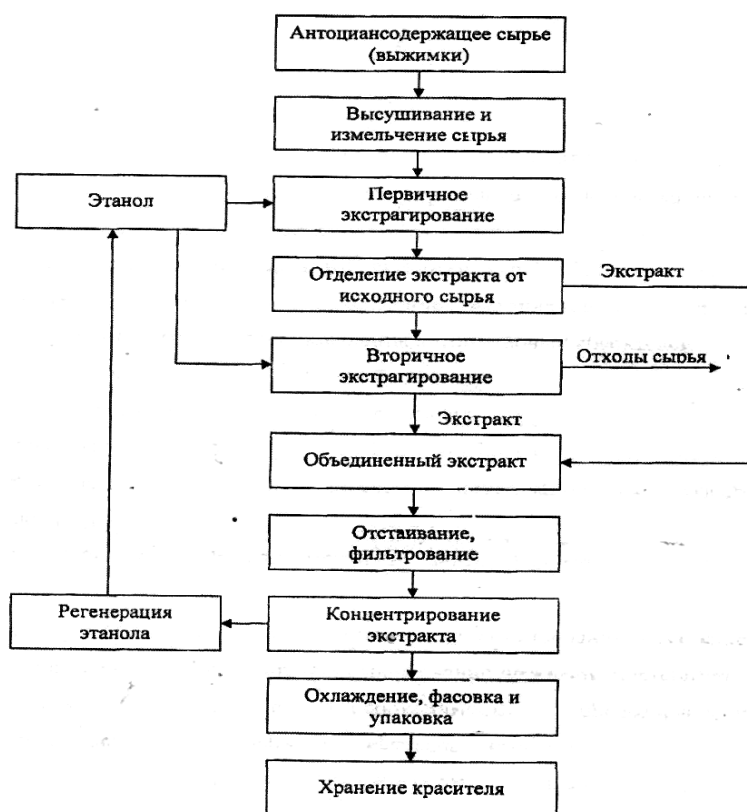 Антоциансодержащее сырье
(выжимки)
Высушивание и
измельчение сырья
Этанол
Первичное
экстрагирование
Отделение экстракта от
исходного сырья
Экстракт
Вторичное
экстрагирование
Отходы сырья
Экстракт
Объединенный экстракт
Отстаивание,
фильтрование
Регенерация
этанола
Концентрирование
экстракта
Охлаждение, фасовка и
упаковка
Хранение красителя